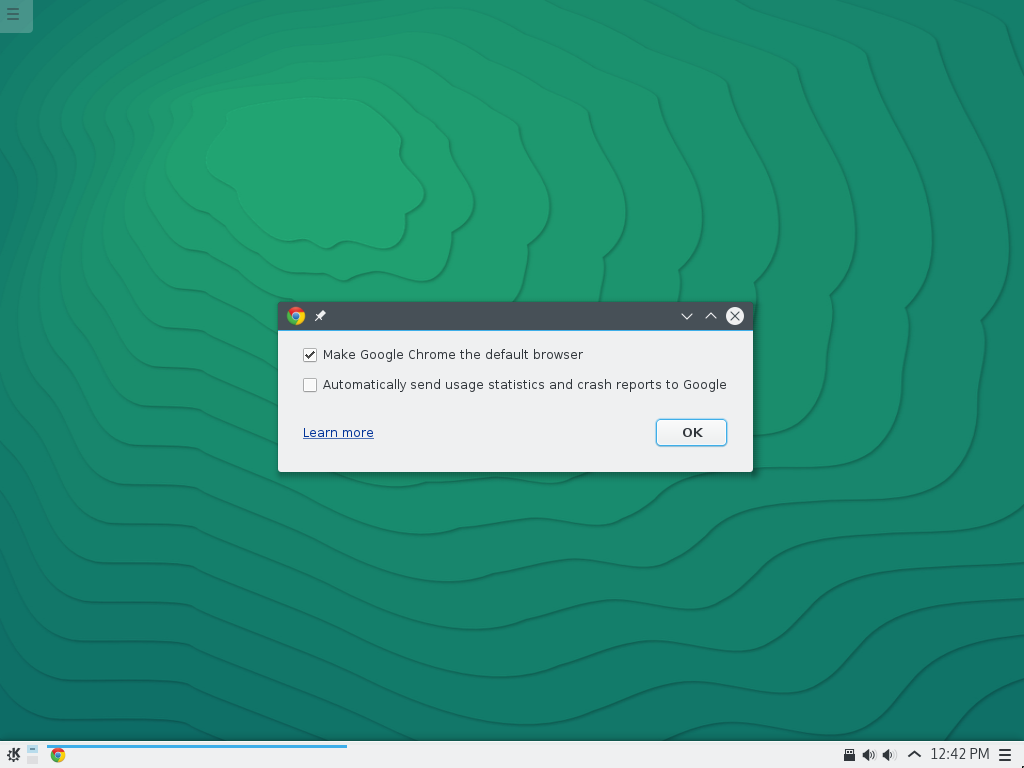 Make Google Chrome the default browser
Automatically send usage statistics and crash reports to Google
Learn more
OK
12:42 PM